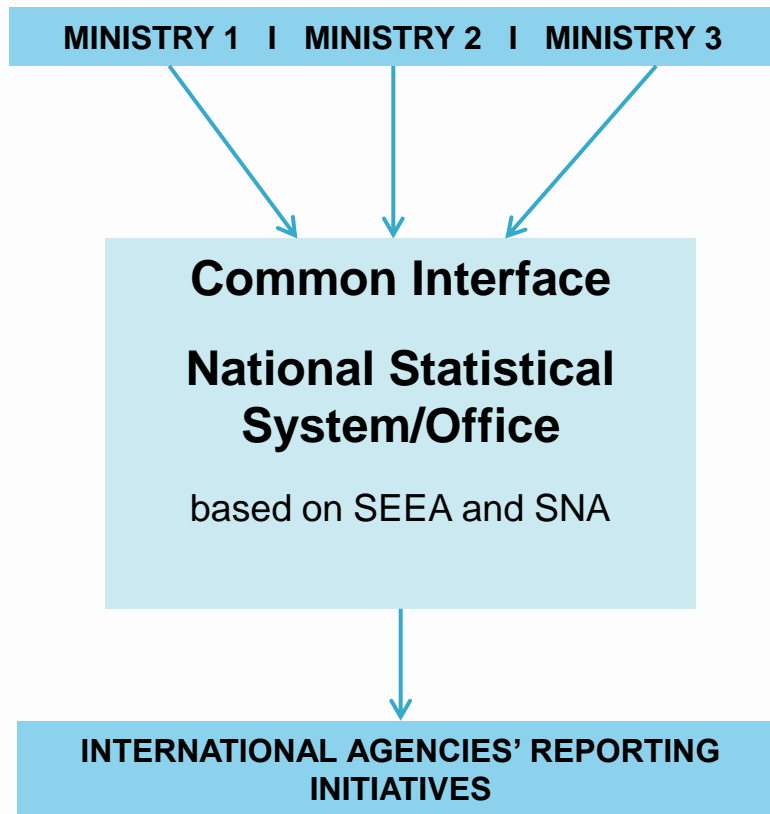 MINISTRY 1 I MINISTRY 2 I MINISTRY 3
Common Interface
National Statistical
System/Office
based on SEEA and SNA
INTERNATIONAL AGENCIES’ REPORTING
INITIATIVES